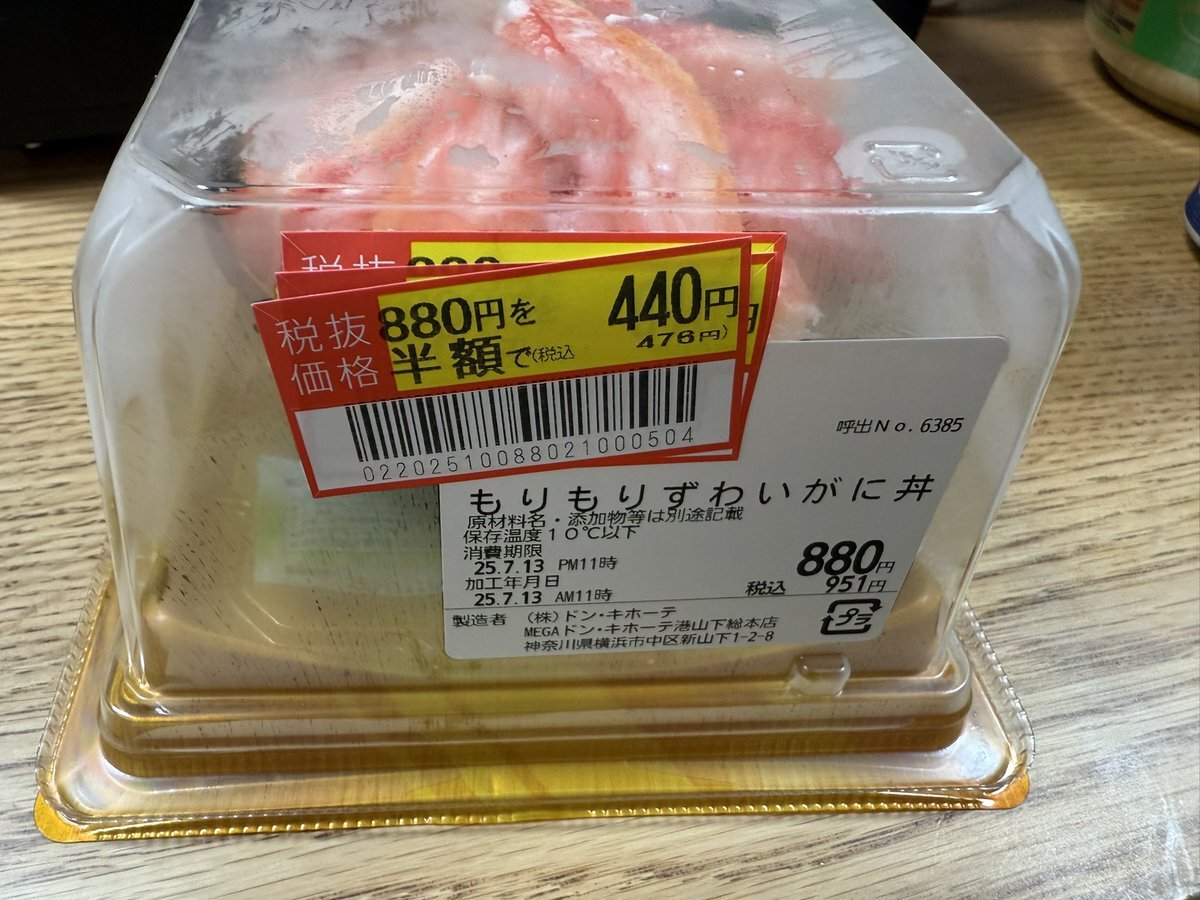 税抜 880
税抜 880円を 440円
価格 半額で(税込 476円)
0220251008802100504
円
呼出No. 6385
もりもりずわいがに丼
原材料名・添加物等は別途記載
保存温度10℃以下
消費期限
25.7.13 PM11時
880円
加工年月日
税込 951円
25.7.13 AM11時
プラ
製造者 (株)ドン・キホーテ
MEGAドン・キホーテ港山下総本店
神奈川県横浜市中区新山下1-2-8